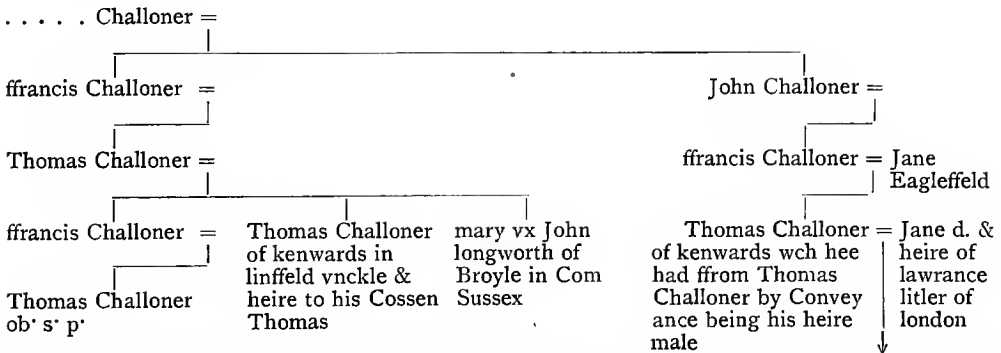 . . . . . Challoner =
ffrancis Challoner =
John Challoner =
Thomas Challoner =
ffrancis Challoner = Jane
Eagleffeld
ffrancis Challoner =
Thomas Challoner
of kenwards in
linffeld vnckle &
heire to his Cossen
Thomas
mary vx John
longworth of
Broyle in Com
Sussex
Thomas Challoner = Jane d. &
of kenwards wch hee heire of
had ffrom Thomas lawrance
Challoner by Convey litler of
ance being his heire london
male
Thomas Challoner
ob· s· p·